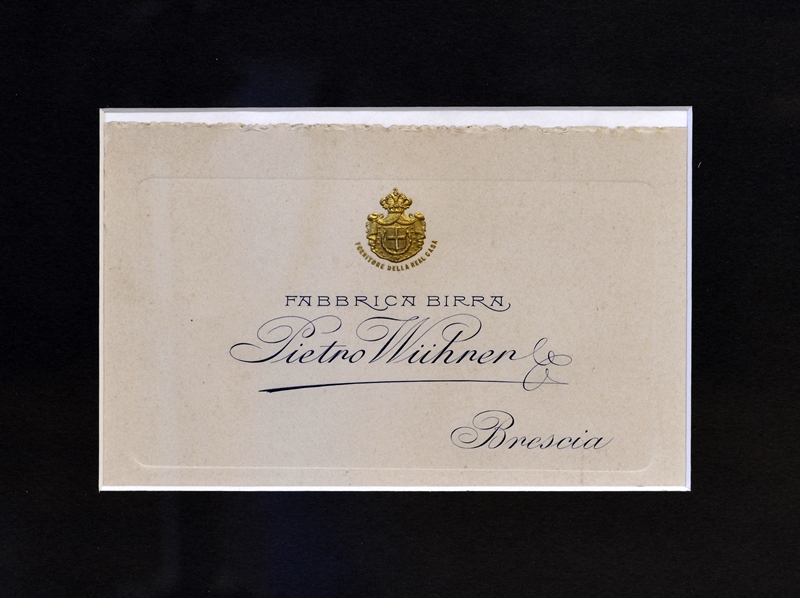 FORNITORE DELLA REAL CASA
FABBRICA BIRRA
Pietro Wührer &
Brescia